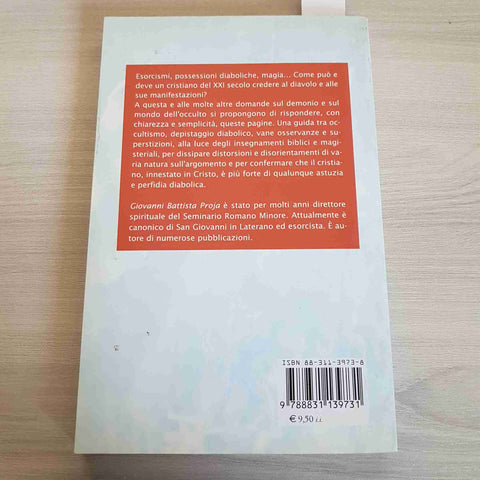 Esorcismi, possessioni diaboliche, magia... Come può e
deve un cristiano del XXI secolo credere al diavolo e alle
sue manifestazioni?
A questa e alle molte altre domande sul demonio e sul
mondo dell'occulto si propongono di rispondere, con
chiarezza e semplicità, queste pagine. Una guida tra oc-
cultismo, depistaggio diabolico, vane osservanze e su-
perstizioni, alla luce degli insegnamenti biblici e magi-
steriali, per dissipare distorsioni e disorientamenti di va-
ria natura sull'argomento e per confermare che il cristia-
no, innestato in Cristo, è più forte di qualunque astuzia
e perfidia diabolica.
Giovanni Battista Proja è stato per molti anni direttore
spirituale del Seminario Romano Minore. Attualmente è
canonico di San Giovanni in Laterano ed esorcista. È au-
tore di numerose pubblicazioni.
ISBN 88-311-3973-8
9 788831 139731
€ 9,50